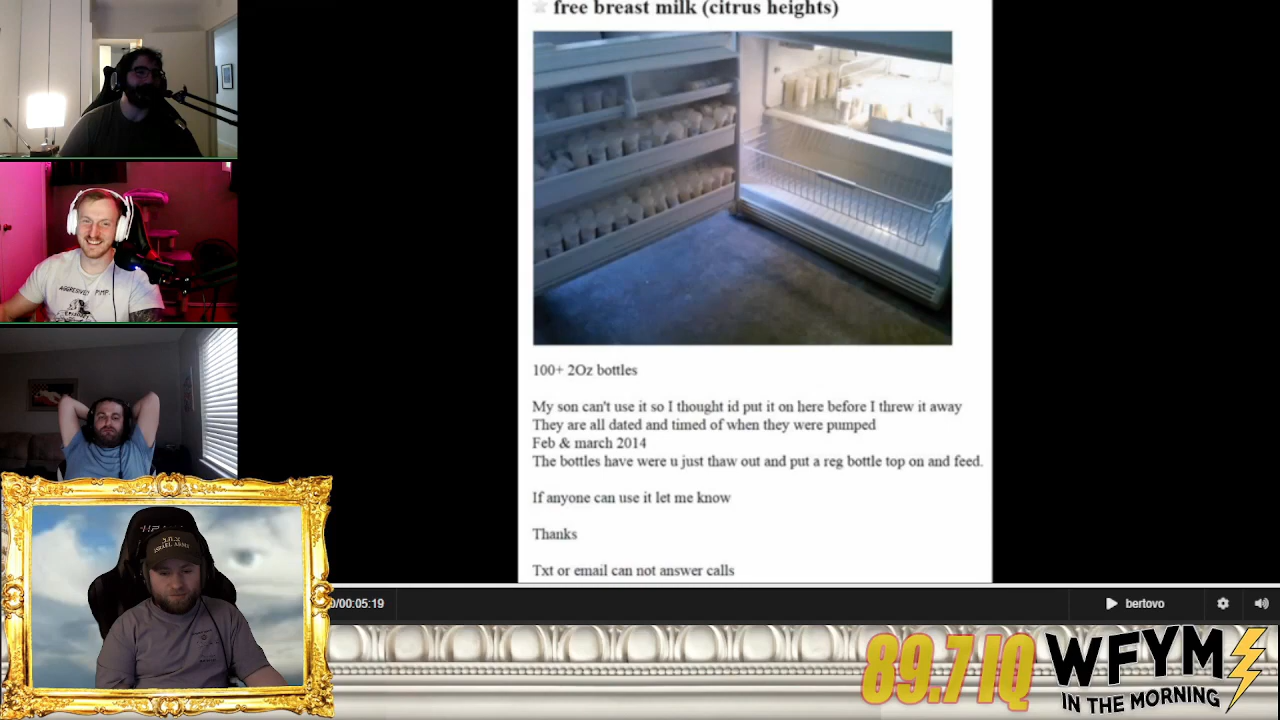 free breast milk (citrus heights)
100+ 2Oz bottles
My son can't use it so I thought id put it on here before I threw it away
They are all dated and timed of when they were pumped
Feb & march 2014
The bottles have were u just thaw out and put a reg bottle top on and feed.
If anyone can use it let me know
Thanks
Txt or email can not answer calls
/00:05:19
bertovo
89.7 IQ
WFYM
IN THE MORNING